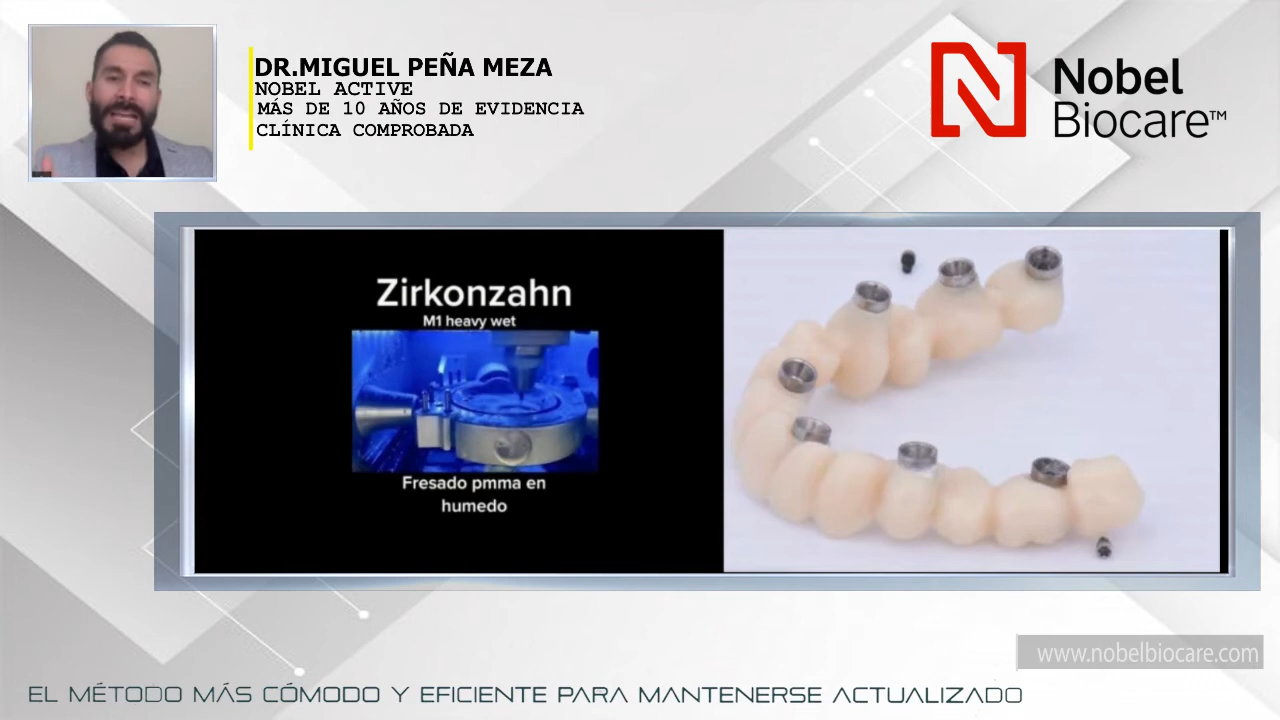 DR.MIGUEL PEÑA MEZA
NOBEL ACTIVE
MÁS DE 10 AÑOS DE EVIDENCIA
CLÍNICA COMPROBADA
Nobel
Biocare™
Zirkonzahn
M1 heavy wet
Fresado pmma en
humedo
www.nobelbiocare.com
EL MÉTODO MÁS CÓMODO Y EFICIENTE PARA MANTENERSE ACTUALIZADO